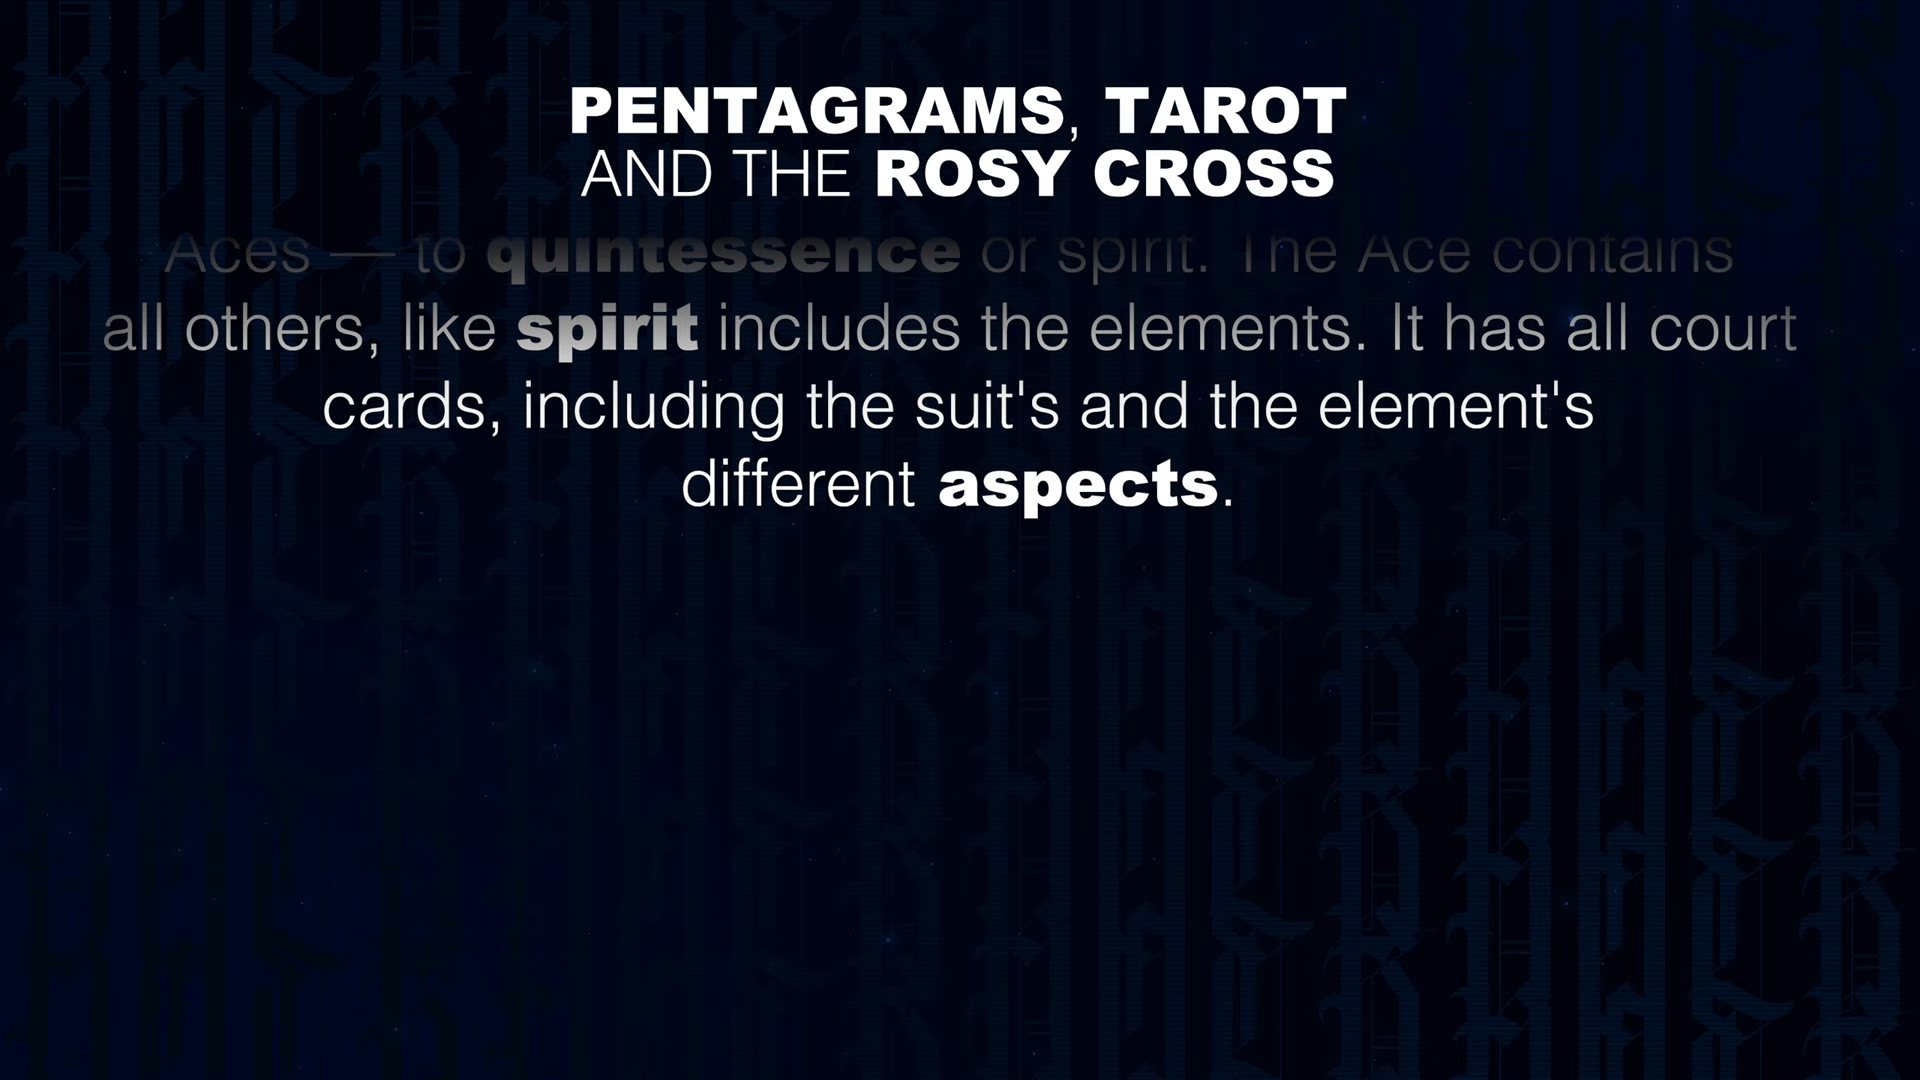 PENTAGRAMS, TAROT
AND THE ROSY CROSS
Aces — to quintessence or spirit. The Ace contains
all others, like spirit includes the elements. It has all court
cards, including the suit's and the element's
different aspects.